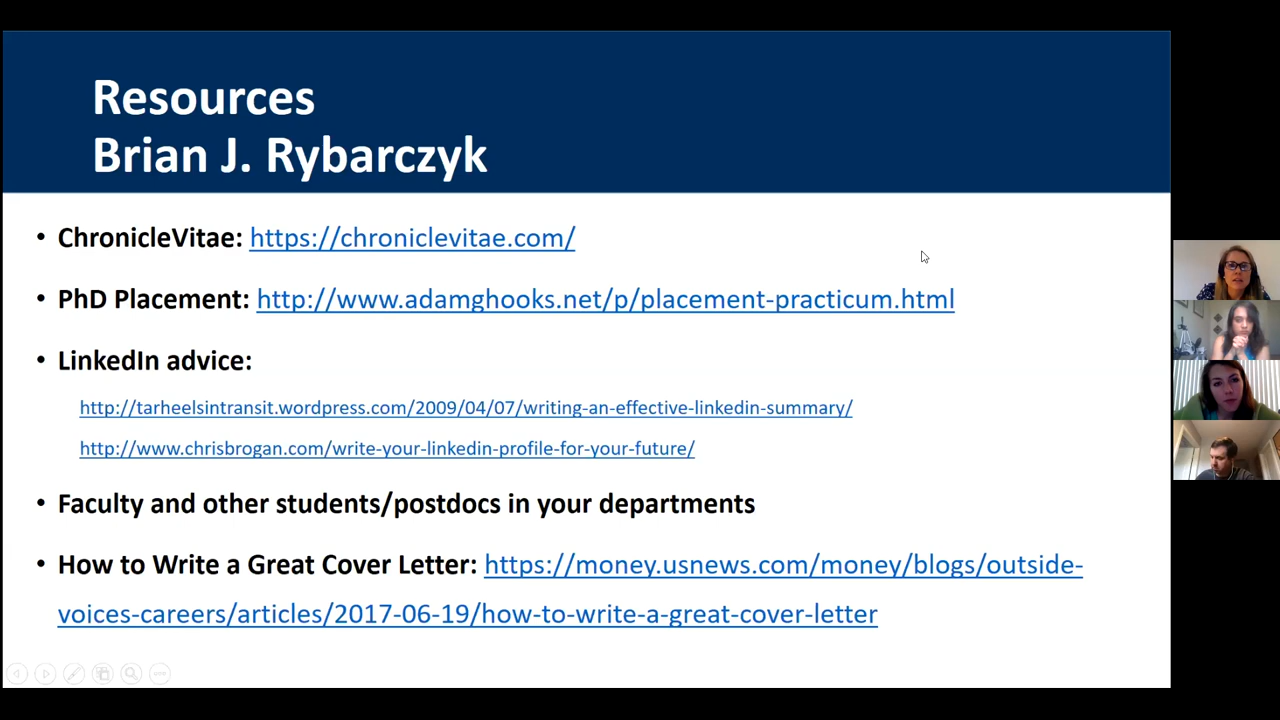 Resources
Brian J. Rybarczyk
• ChronicleVitae: https://chroniclevitae.com/
• PhD Placement: http://www.adamghooks.net/p/placement-practicum.html
• LinkedIn advice:
http://tarheelsintransit.wordpress.com/2009/04/07/writing-an-effective-linkedin-summary/
http://www.chrisbrogan.com/write-your-linkedin-profile-for-your-future/
• Faculty and other students/postdocs in your departments
• How to Write a Great Cover Letter: https://money.usnews.com/money/blogs/outside-
voices-careers/articles/2017-06-19/how-to-write-a-great-cover-letter